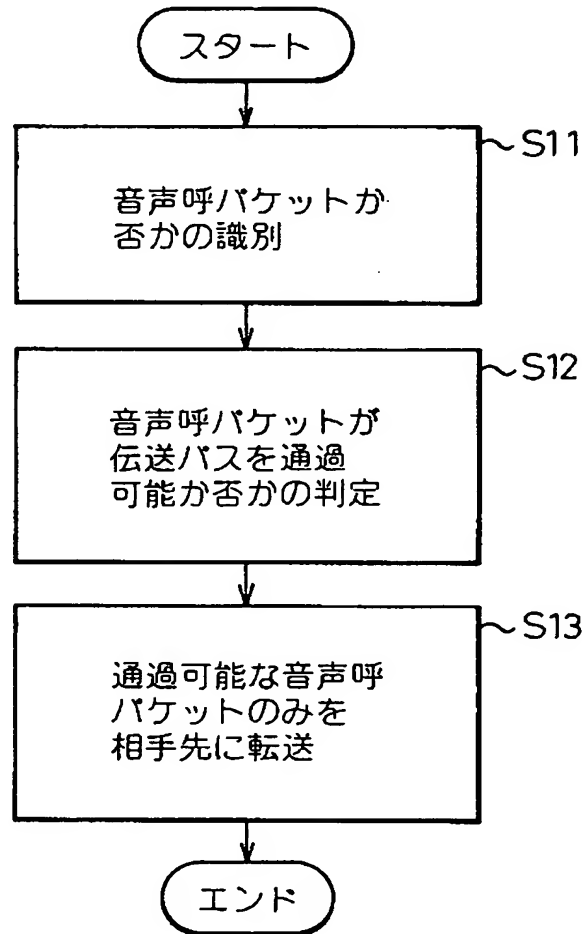 スタート
S11
音声呼パケットか
否かの識別
S12
音声呼パケットが
伝送パスを通過
可能か否かの判定
S13
通過可能な音声呼
パケットのみを
相手先に転送
エンド